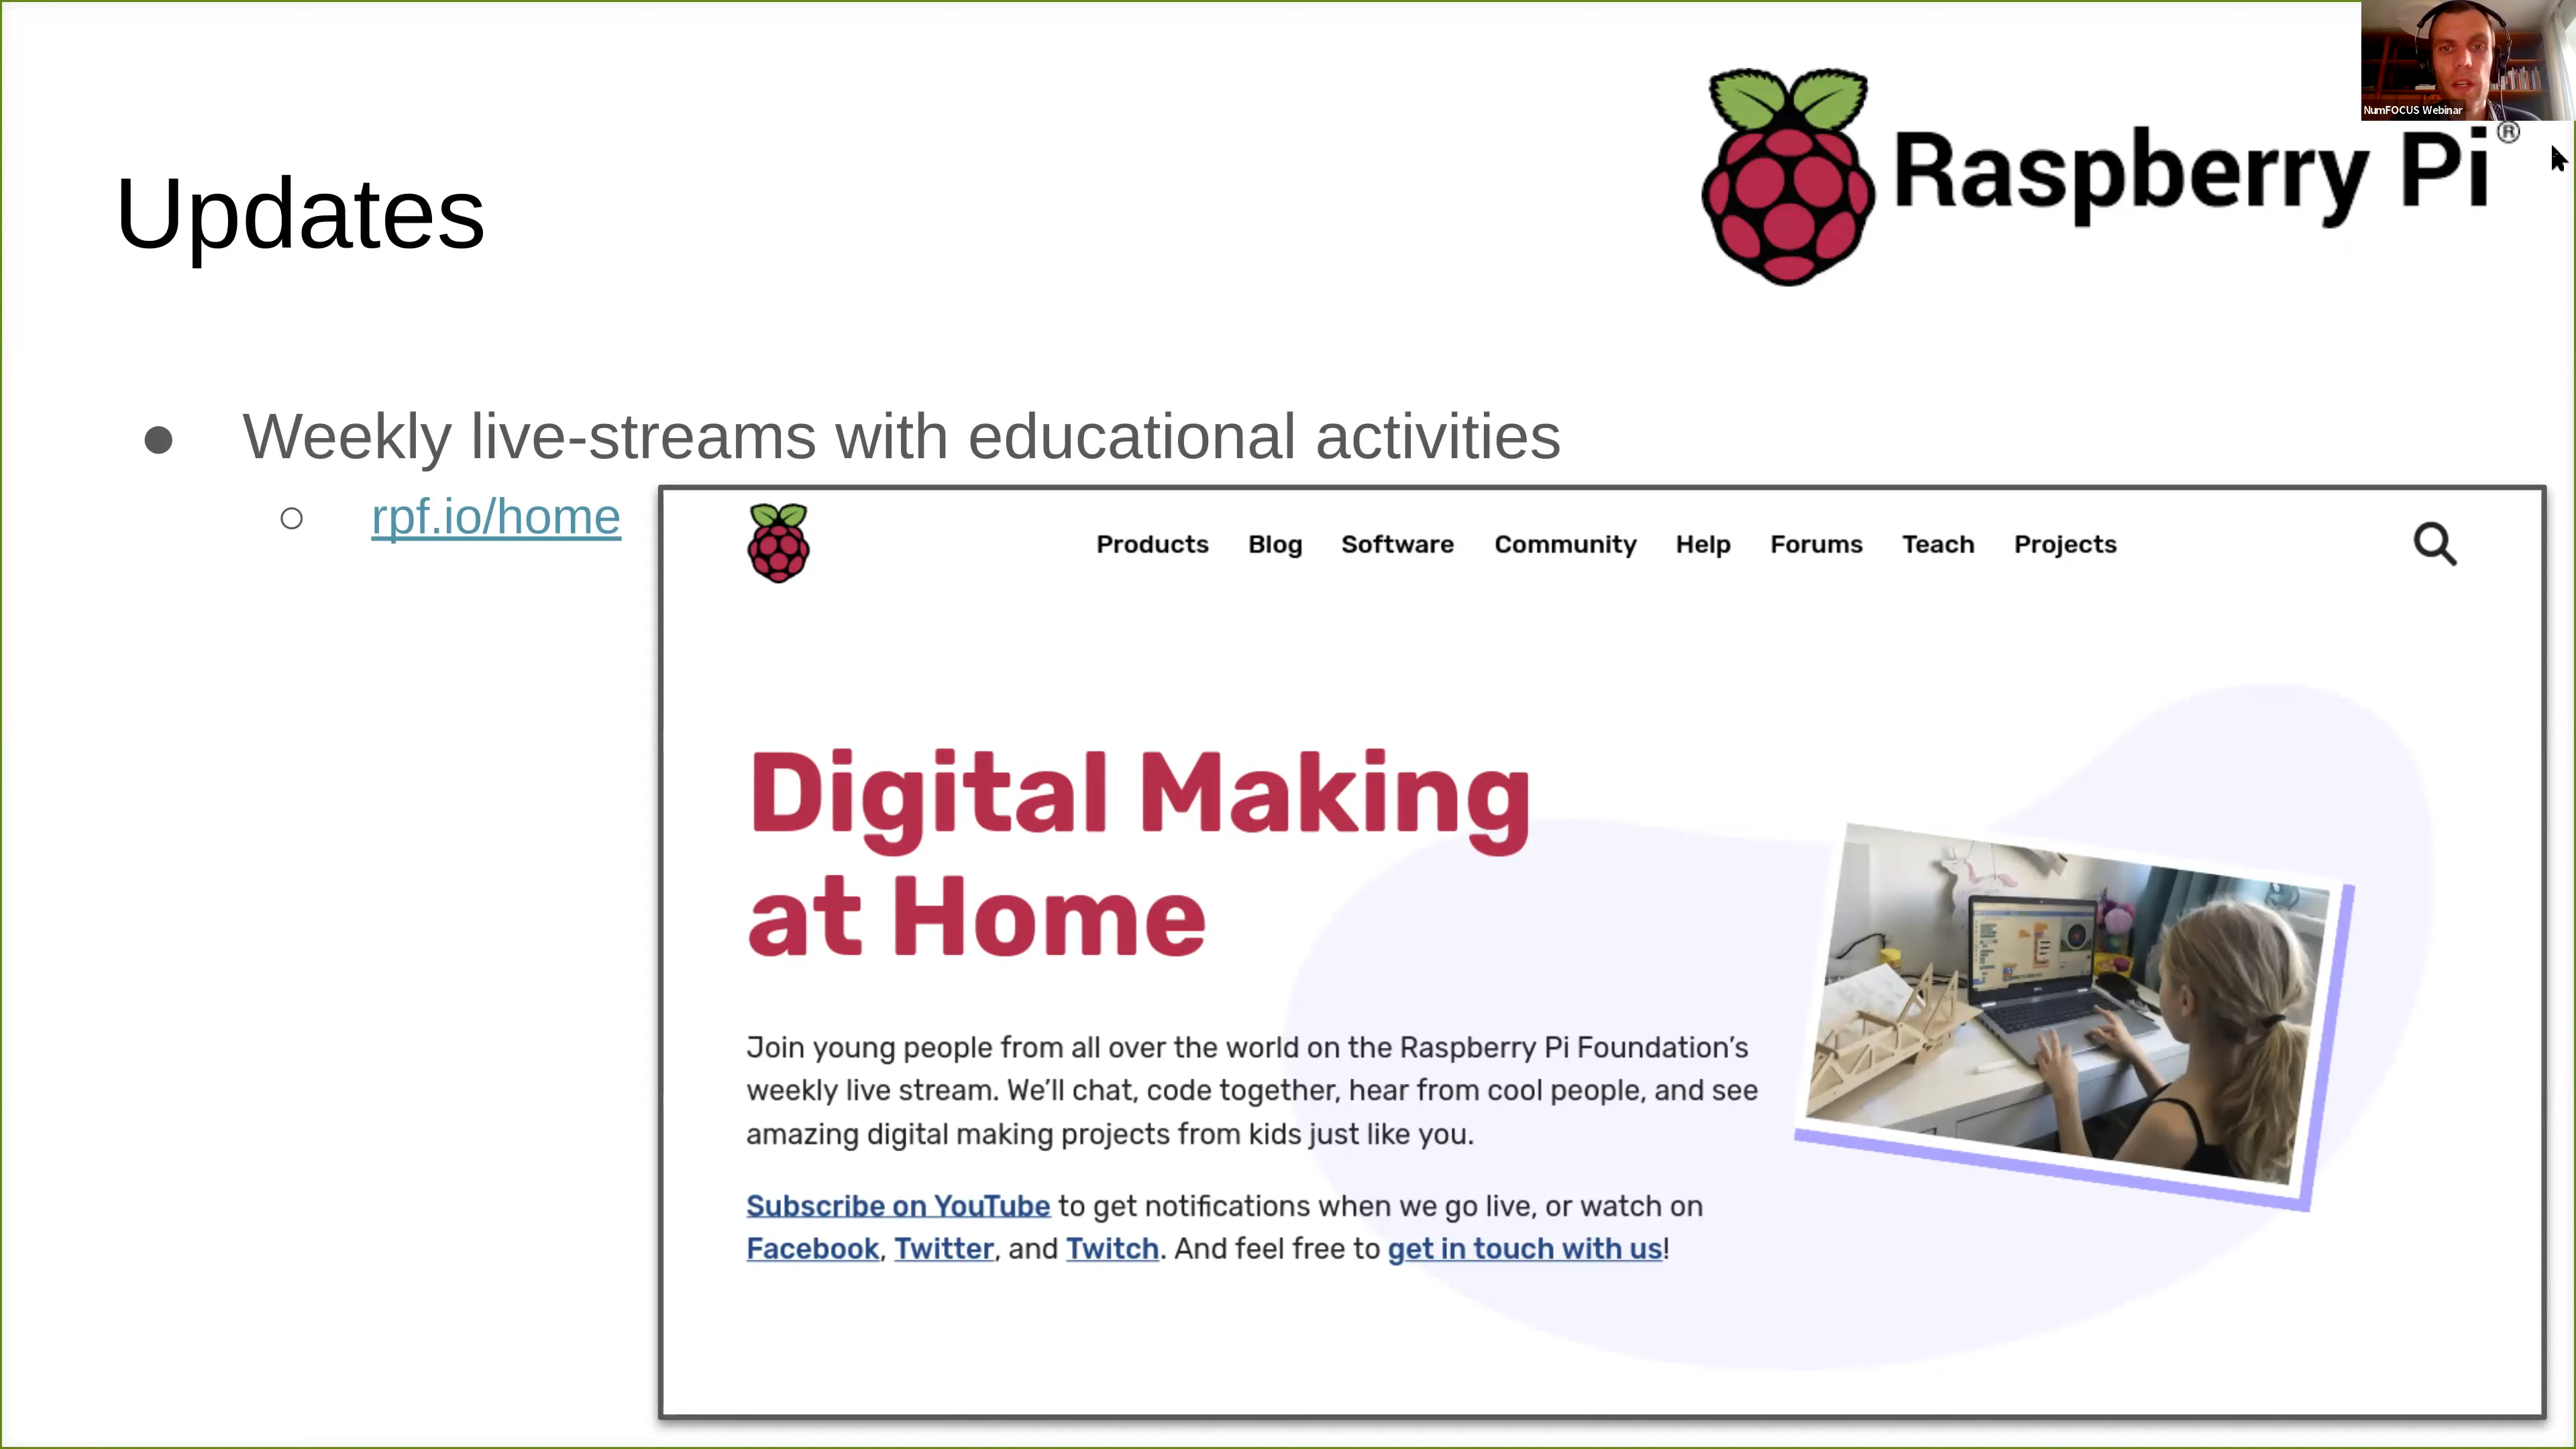 NumFOCUS Webinar
Raspberry Pi®
Updates
● Weekly live-streams with educational activities
○ rpf.io/home
Products Blog Software Community Help Forums Teach Projects
Digital Making
at Home
Join young people from all over the world on the Raspberry Pi Foundation’s
weekly live stream. We’ll chat, code together, hear from cool people, and see
amazing digital making projects from kids just like you.
Subscribe on YouTube to get notifications when we go live, or watch on
Facebook, Twitter, and Twitch. And feel free to get in touch with us!